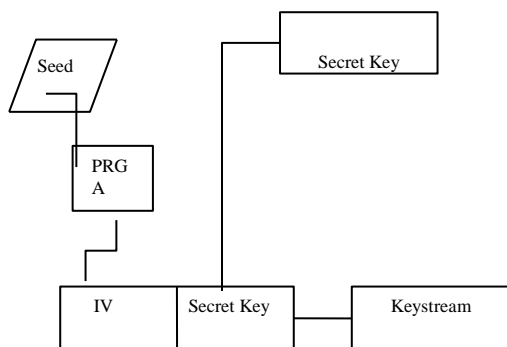 Seed
Secret Key
PRG
A
IV
Secret Key
Keystream